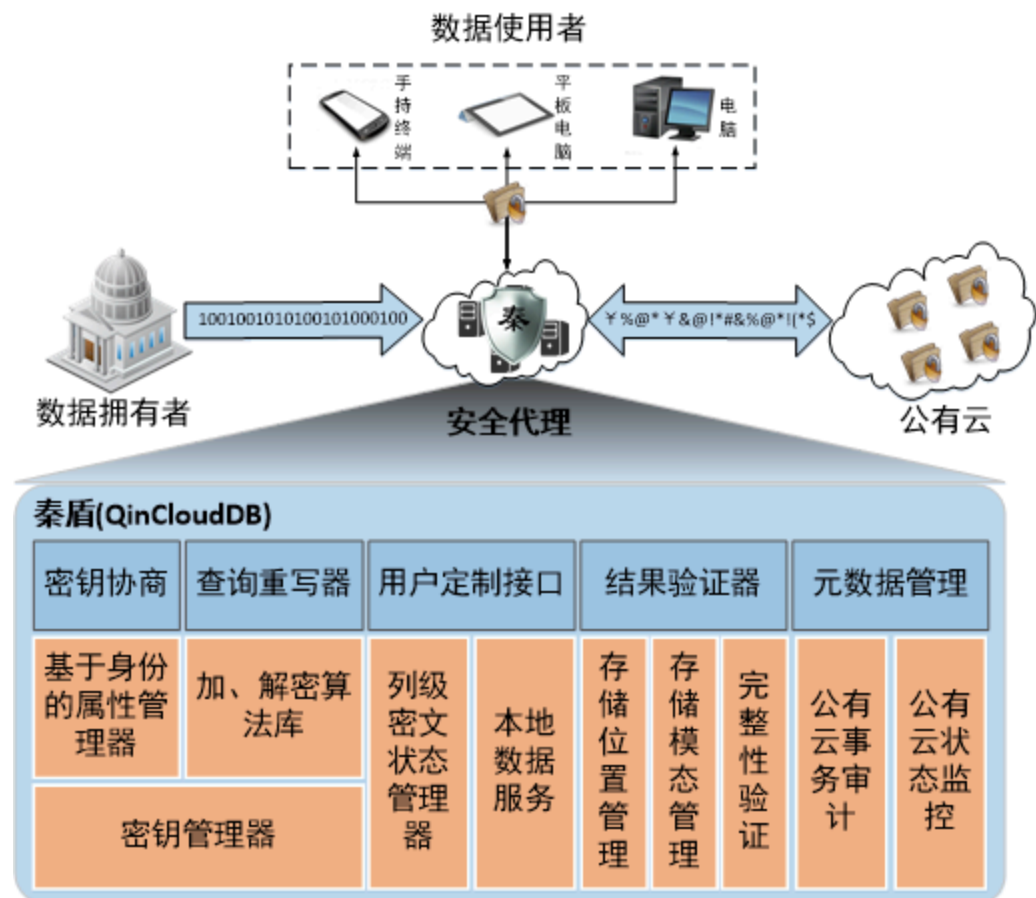 数据使用者
手持终端
平板电脑
电脑
1001001010100101000100
秦
¥%@*¥&@!*#&%@*!(*$
数据拥有者
安全代理
公有云
秦盾(QinCloudDB)
密钥协商
查询重写器
用户定制接口
结果验证器
元数据管理
基于身份
的属性管
理器
加、解密算
法库
密钥管理器
列级
密文
状态
管理
器
本地
数据
服务
存储位置管理
存储模态管理
完整性验证
公有
云事
务审
计
公有
云状
态监
控